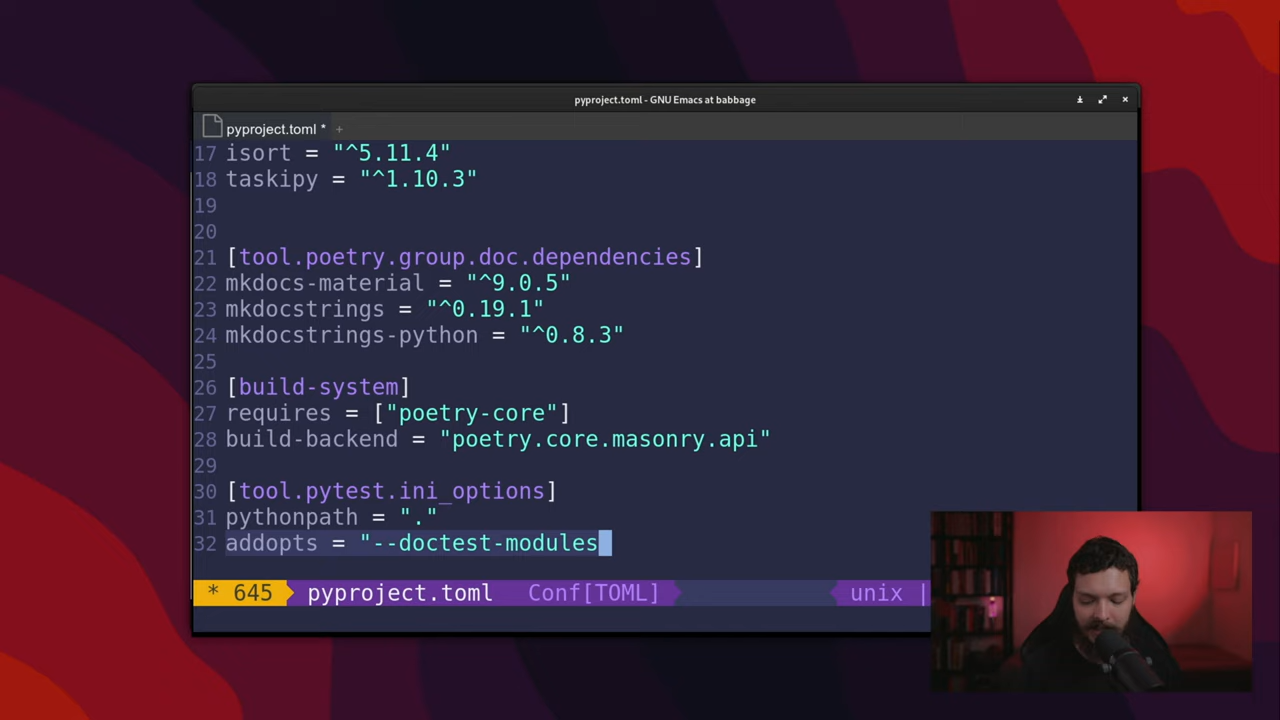 pyproject.toml - GNU Emacs at babbage
pyproject.toml * +
17 isort = "^5.11.4"
18 taskipy = "^1.10.3"
19
20
21 [tool.poetry.group.doc.dependencies]
22 mkdocs-material = "^9.0.5"
23 mkdocstrings = "^0.19.1"
24 mkdocstrings-python = "^0.8.3"
25
26 [build-system]
27 requires = ["poetry-core"]
28 build-backend = "poetry.core.masonry.api"
29
30 [tool.pytest.ini_options]
31 pythonpath = "."
32 addopts = "--doctest-modules
* 645 pyproject.toml Conf[TOML] unix |